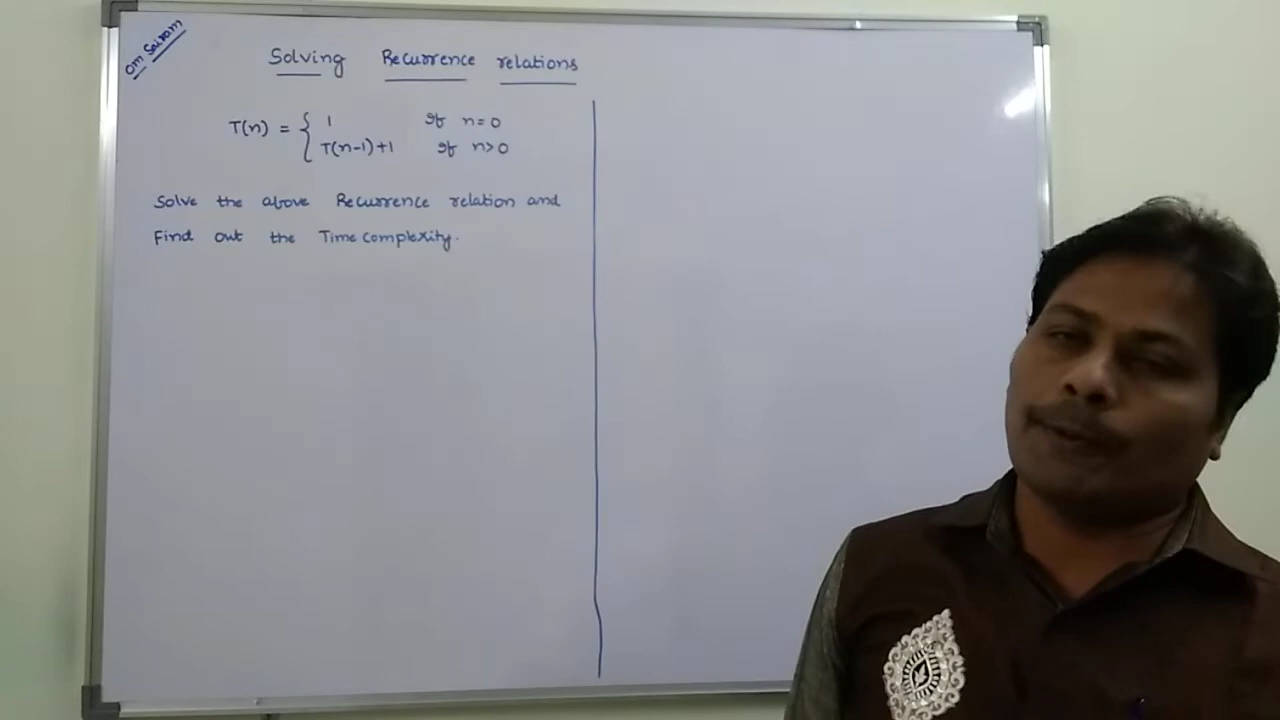 Om Sairam
Solving Recurrence relations
T(n) = { 1 if n=0
T(n-1)+1 if n>0
Solve the above Recurrence relation and
Find out the Time complexity.